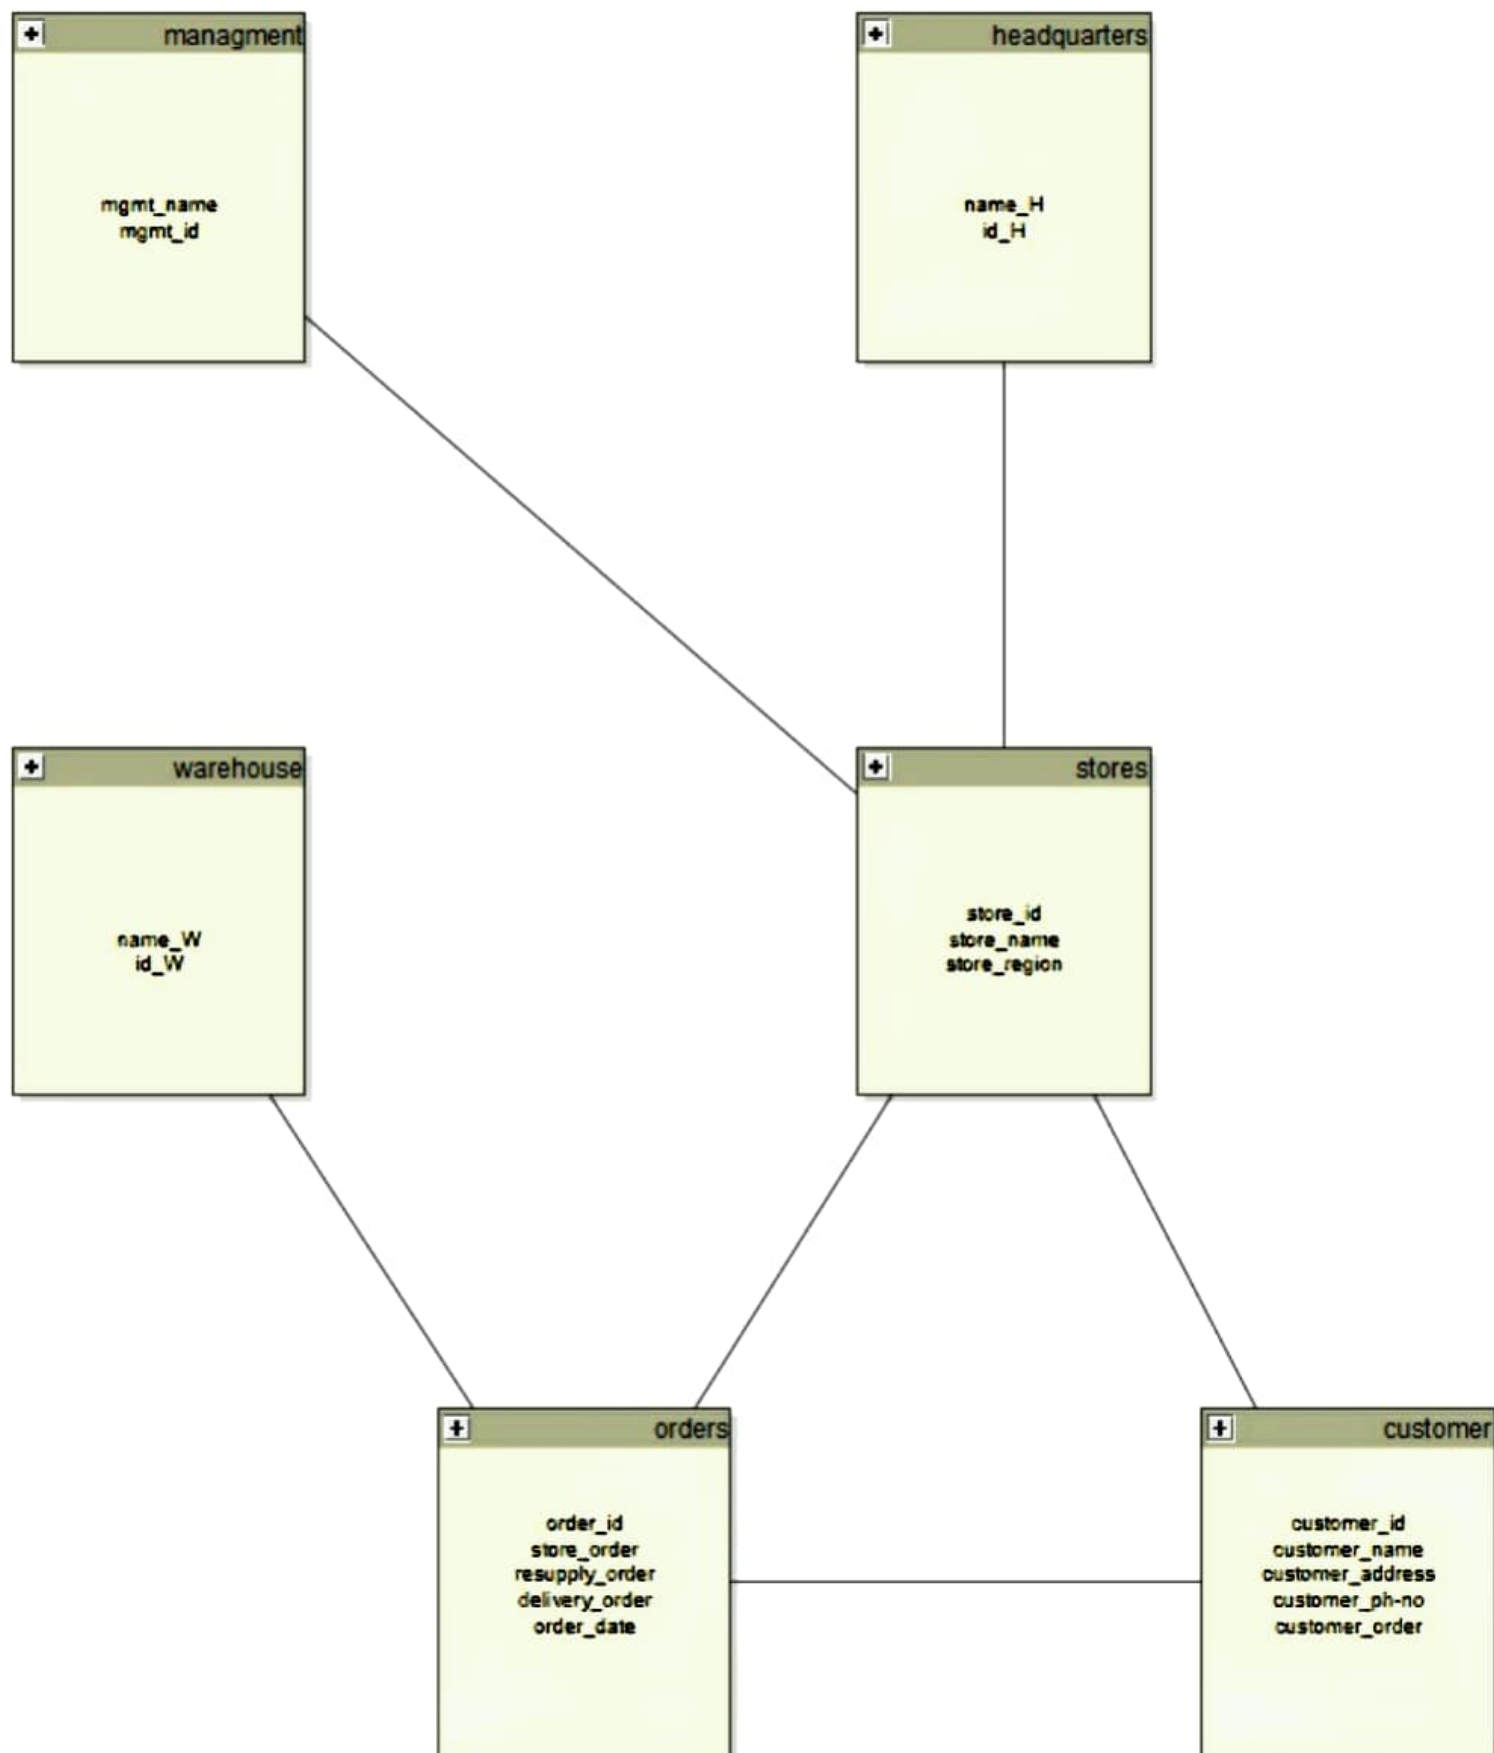 managment
mgmt_name
mgmt_id
headquarters
name_H
id_H
warehouse
name_W
id_W
stores
store_id
store_name
store_region
orders
order_id
store_order
resupply_order
delivery_order
order_date
customer
customer_id
customer_name
customer_address
customer_ph-no
customer_order